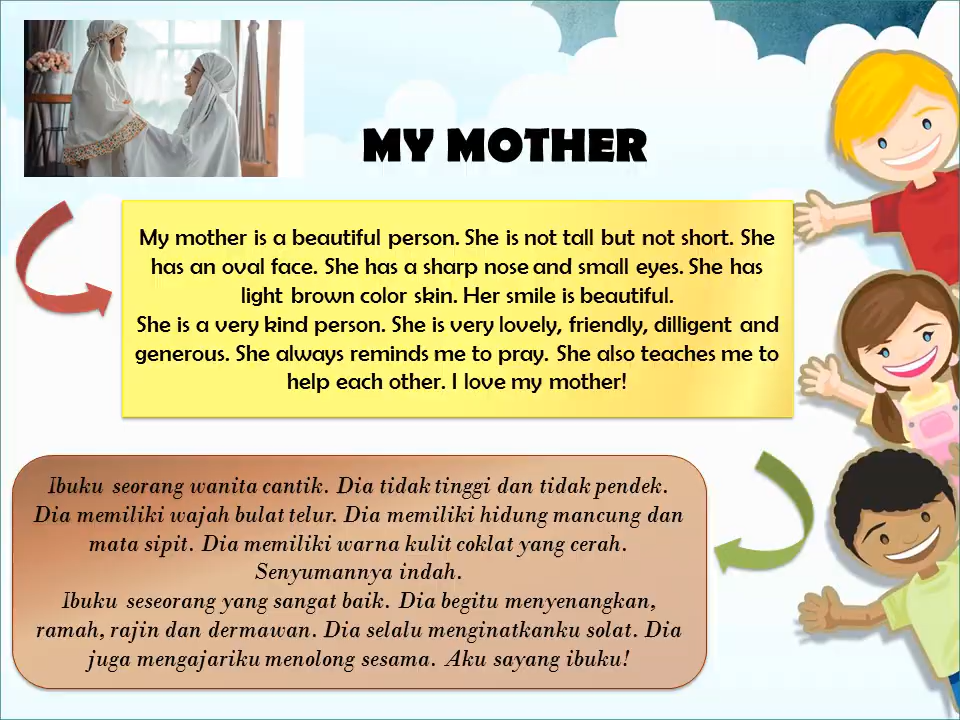 MY MOTHER
My mother is a beautiful person. She is not tall but not short. She
has an oval face. She has a sharp nose and small eyes. She has
light brown color skin. Her smile is beautiful.
She is a very kind person. She is very lovely, friendly, dilligent and
generous. She always reminds me to pray. She also teaches me to
help each other. I love my mother!
Ibuku seorang wanita cantik. Dia tidak tinggi dan tidak pendek.
Dia memiliki wajah bulat telur. Dia memiliki hidung mancung dan
mata sipit. Dia memiliki warna kulit coklat yang cerah.
Senyumannya indah.
Ibuku seseorang yang sangat baik. Dia begitu menyenangkan,
ramah, rajin dan dermawan. Dia selalu menginatkanku solat. Dia
juga mengajariku menolong sesama. Aku sayang ibuku!